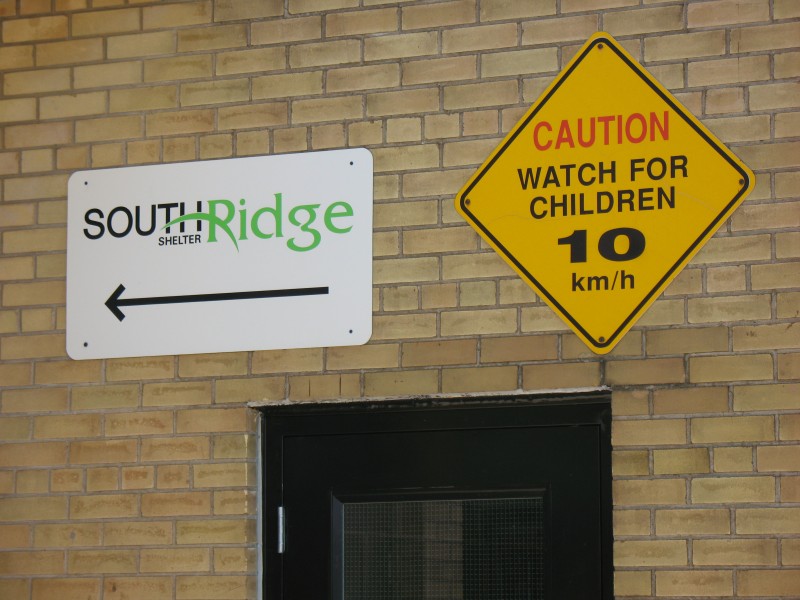 SOUTH Ridge
SHELTER
CAUTION
WATCH FOR
CHILDREN
10
km/h